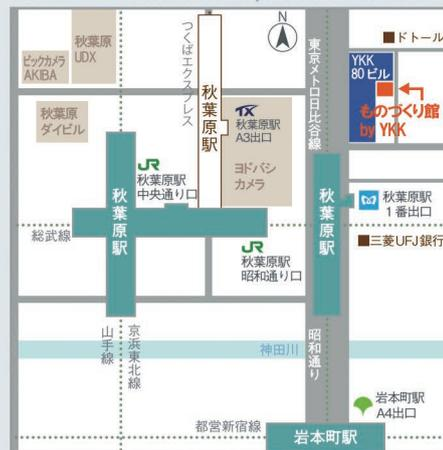 N
つくばエクスプレス
東京メトロ日比谷線
■ドトール
秋葉原
UDX
ビックカメラ
AKIBA
秋葉原駅
YKK
80ビル
ものづくり館
by YKK
秋葉原
ダイビル
TX
秋葉原駅
A3出口
ヨドバシ
カメラ
JR
秋葉原駅
中央通り口
秋葉原駅
秋葉原駅
秋葉原駅
1番出口
総武線
JR
秋葉原駅
昭和通り口
■三菱UFJ銀行
山手線
京浜東北線
昭和通り
神田川
岩本町駅
A4出口
都営新宿線
岩本町駅